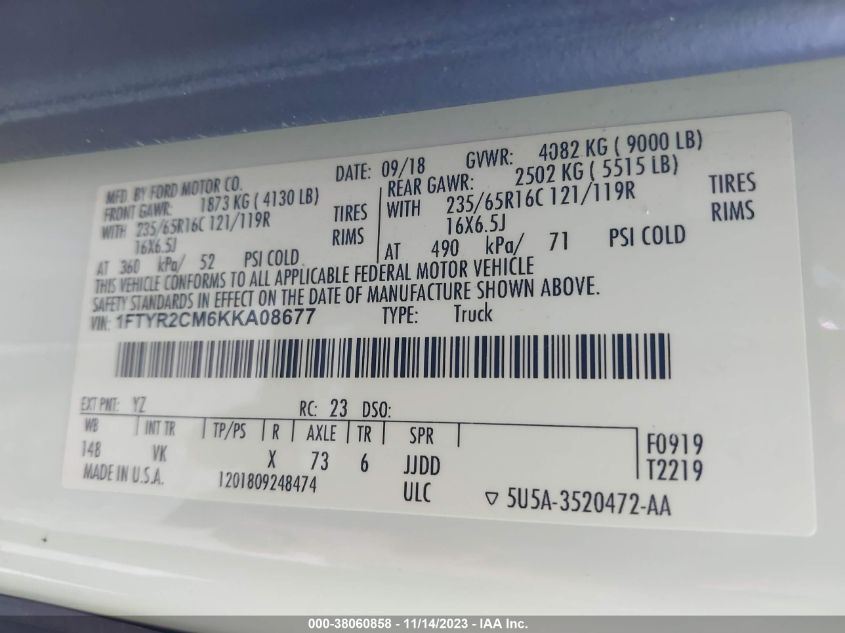 MFD. BY FORD MOTOR CO.
DATE: 09/18 GVWR: 4082 KG ( 9000 LB)
FRONT GAWR: 1873 KG ( 4130 LB)
WITH 235/65R16C 121/119R TIRES
16X6.5J RIMS
AT 360 kPa/ 52 PSI COLD
REAR GAWR: 2502 KG ( 5515 LB)
WITH 235/65R16C 121/119R TIRES
16X6.5J RIMS
AT 490 kPa/ 71 PSI COLD
THIS VEHICLE CONFORMS TO ALL APPLICABLE FEDERAL MOTOR VEHICLE
SAFETY STANDARDS IN EFFECT ON THE DATE OF MANUFACTURE SHOWN ABOVE.
VIN: 1FTYR2CM6KKA08677 TYPE: Truck
EXT PNT: YZ RC: 23 DSO:
WB INT TR TP/PS R AXLE TR SPR
148 VK X 73 6 JJDD
F0919
T2219
MADE IN U.S.A. 1201809248474 ULC
▽ 5U5A-3520472-AA
000-38060858 - 11/14/2023 - IAA Inc.